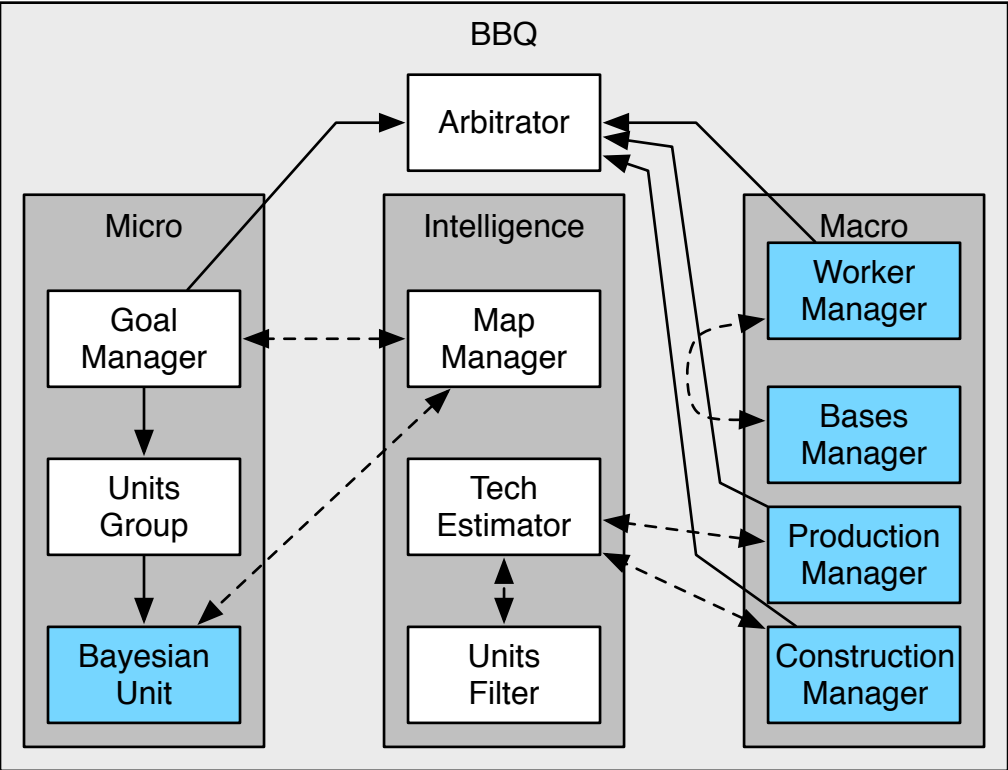 BBQ
Arbitrator
Micro
Goal
Manager
Units
Group
Bayesian
Unit
Intelligence
Map
Manager
Tech
Estimator
Units
Filter
Macro
Worker
Manager
Bases
Manager
Production
Manager
Construction
Manager